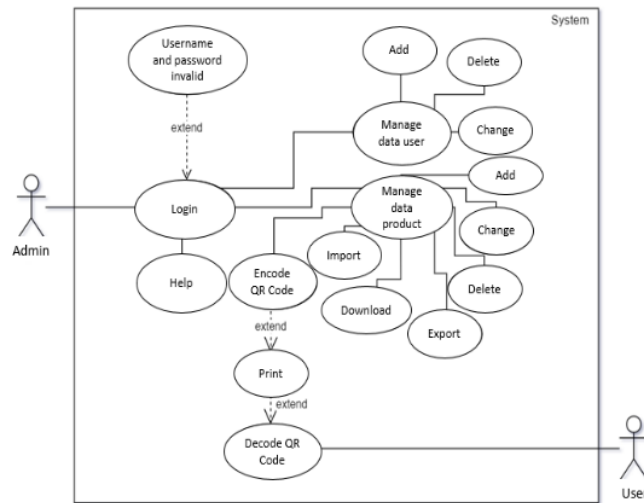 System
Username
and password
invalid
Add
Delete
extend
Manage
data user
Change
Add
Login
Manage
data
product
Admin
Change
Import
Help
Encode
QR Code
Delete
Download
Export
extend
Print
extend
Decode QR
Code